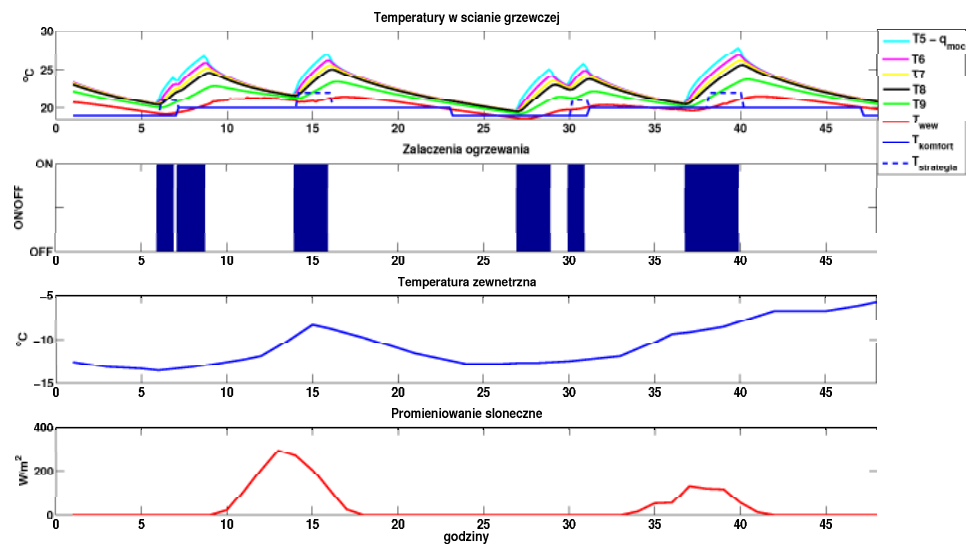 Temperatury w scianie grzewczej
30
25
20
°C
0 5 10 15 20 25 30 35 40 45
T5 - q moc
T6
T7
T8
T9
T wew
T komfort
T strategia
Zalaczenia ogrzewania
ON
OFF
ON/OFF
0 5 10 15 20 25 30 35 40 45
Temperatura zewnetrzna
-5
-10
-15
°C
0 5 10 15 20 25 30 35 40 45
Promieniowanie sloneczne
400
200
0
W/m²
0 5 10 15 20 25 30 35 40 45
godziny